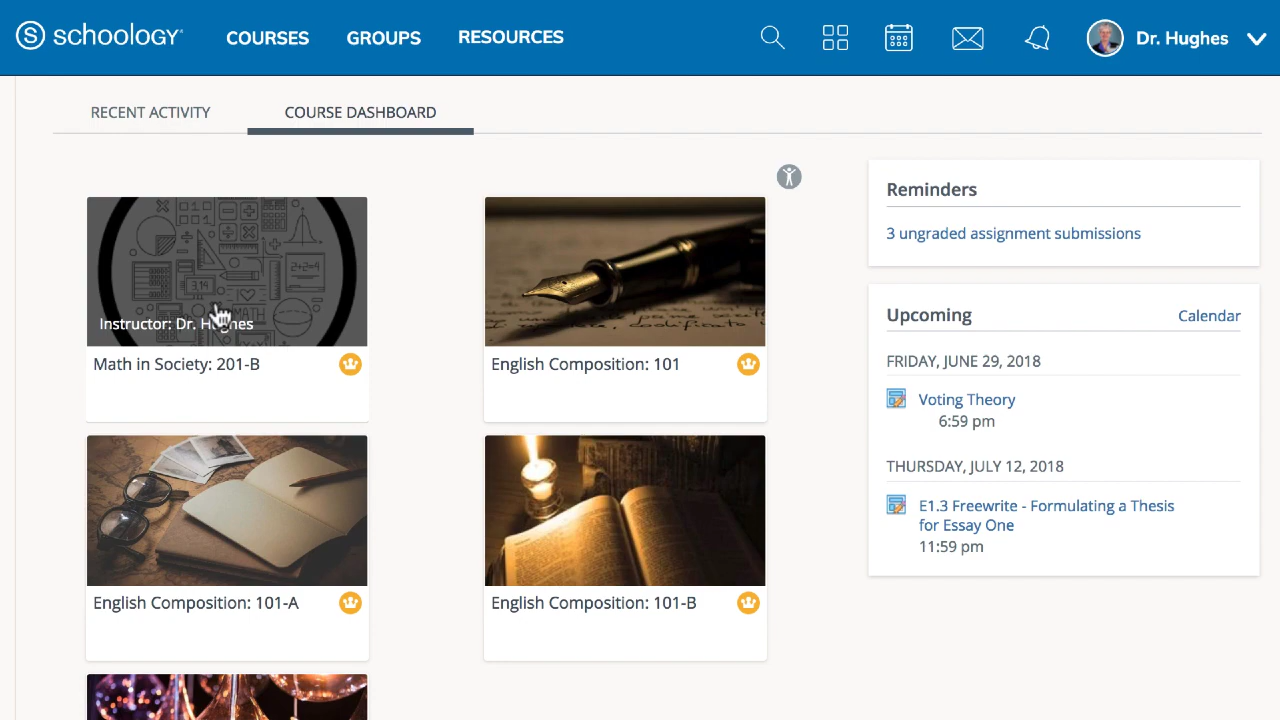 schoology COURSES GROUPS RESOURCES Dr. Hughes
RECENT ACTIVITY COURSE DASHBOARD
Instructor: Dr. Hughes
Math in Society: 201-B
English Composition: 101
English Composition: 101-A
English Composition: 101-B
Reminders
3 ungraded assignment submissions
Upcoming Calendar
FRIDAY, JUNE 29, 2018
Voting Theory
6:59 pm
THURSDAY, JULY 12, 2018
E1.3 Freewrite - Formulating a Thesis
for Essay One
11:59 pm